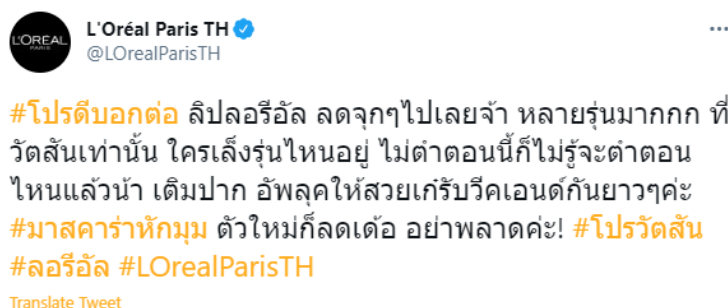 L'ORÉAL
PARIS
L'Oréal Paris TH
@LOrealParisTH
#โปรดีบอกต่อ ลิปลอรีอัล ลดจุกๆไปเลยจ้า หลายรุ่นมากกก ที่
วัตสันเท่านั้น ใครเล็งรุ่นไหนอยู่ ไม่ตำตอนนี้ก็ไม่รู้จะตำตอน
ไหนแล้วน้า เติมปาก อัพลุคให้สวยเก๋รับวีคเอนด์กันยาวๆค่ะ
#มาสคาร่าหักมุม ตัวใหม่ก็ลดเด้อ อย่าพลาดค่ะ! #โปรวัตสัน
#ลอรีอัล #LOrealParisTH
Translate Tweet